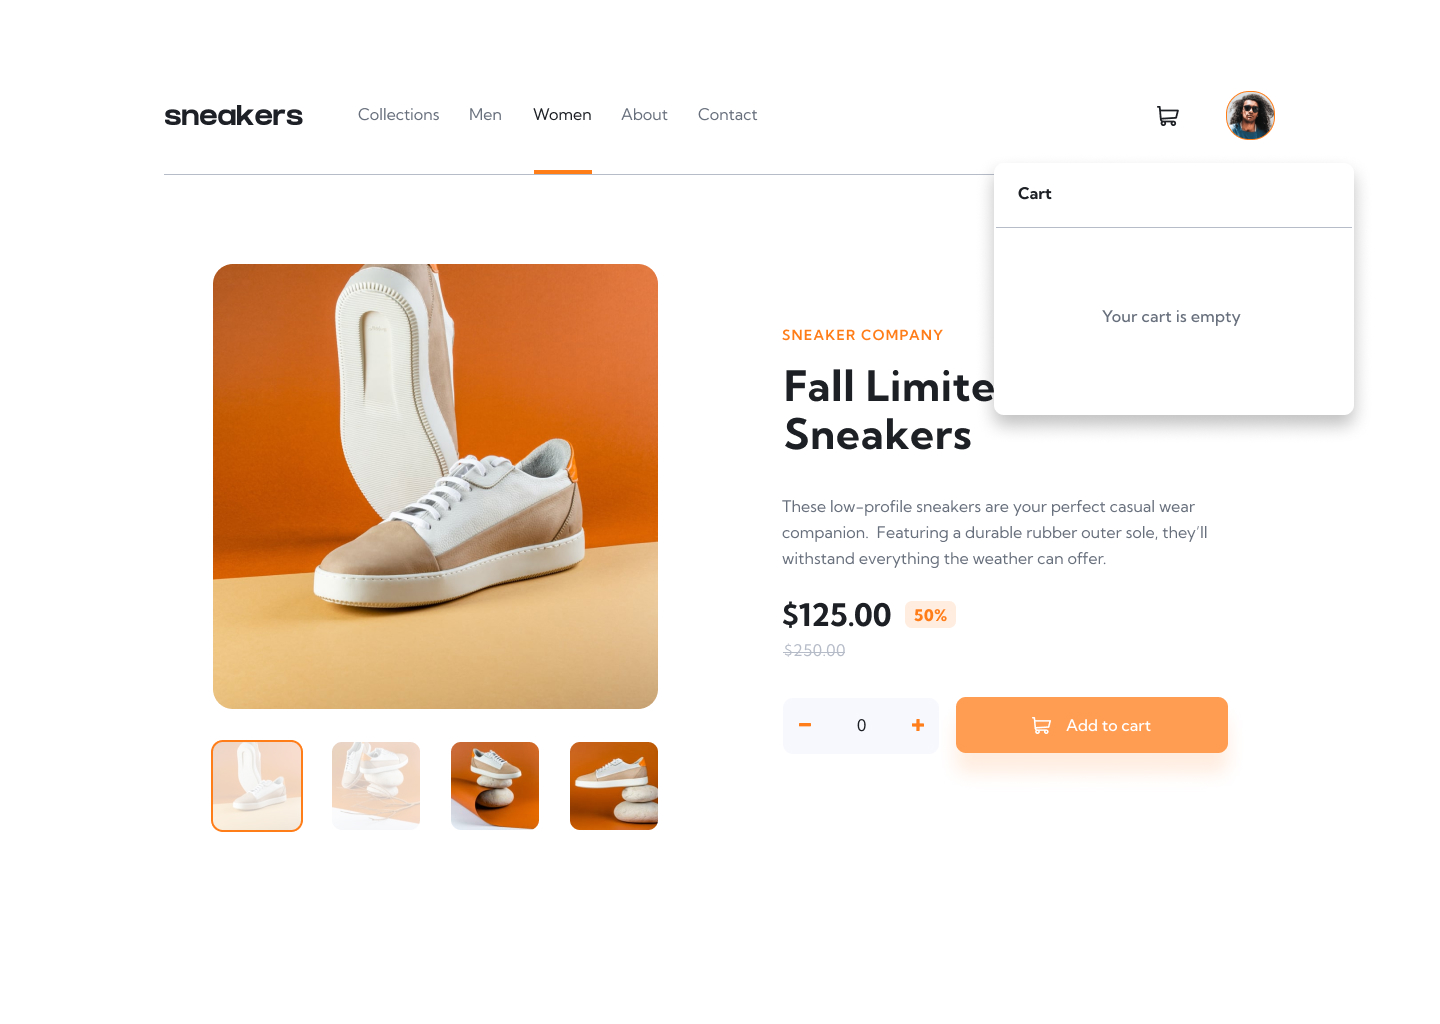 sneakers
Collections Men Women About Contact
Cart
Your cart is empty
SNEAKER COMPANY
Fall Limite
Sneakers
These low-profile sneakers are your perfect casual wear
companion. Featuring a durable rubber outer sole, they’ll
withstand everything the weather can offer.
$125.00 50%
$250.00
0
Add to cart